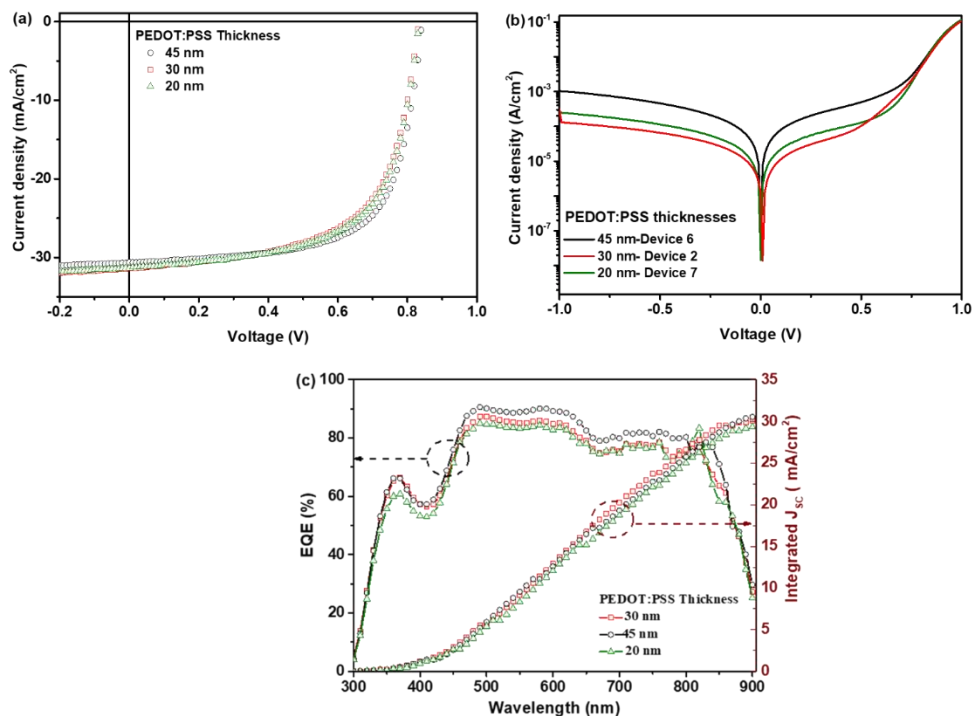 (a)
PEDOT:PSS Thickness
45 nm
30 nm
20 nm
0
-10
-20
-30
Current density (mA/cm²)
-0.2 0.0 0.2 0.4 0.6 0.8 1.0
Voltage (V)
(b)
10⁻¹
10⁻³
10⁻⁵
10⁻⁷
Current density (A/cm²)
PEDOT:PSS thicknesses
45 nm-Device 6
30 nm- Device 2
20 nm- Device 7
-1.0 -0.5 0.0 0.5 1.0
Voltage (V)
(c)
100
80
60
40
20
0
EQE (%)
35
30
25
20
15
10
5
0
Integrated JSC ( mA/cm²)
PEDOT:PSS Thickness
30 nm
45 nm
20 nm
300 400 500 600 700 800 900
Wavelength (nm)